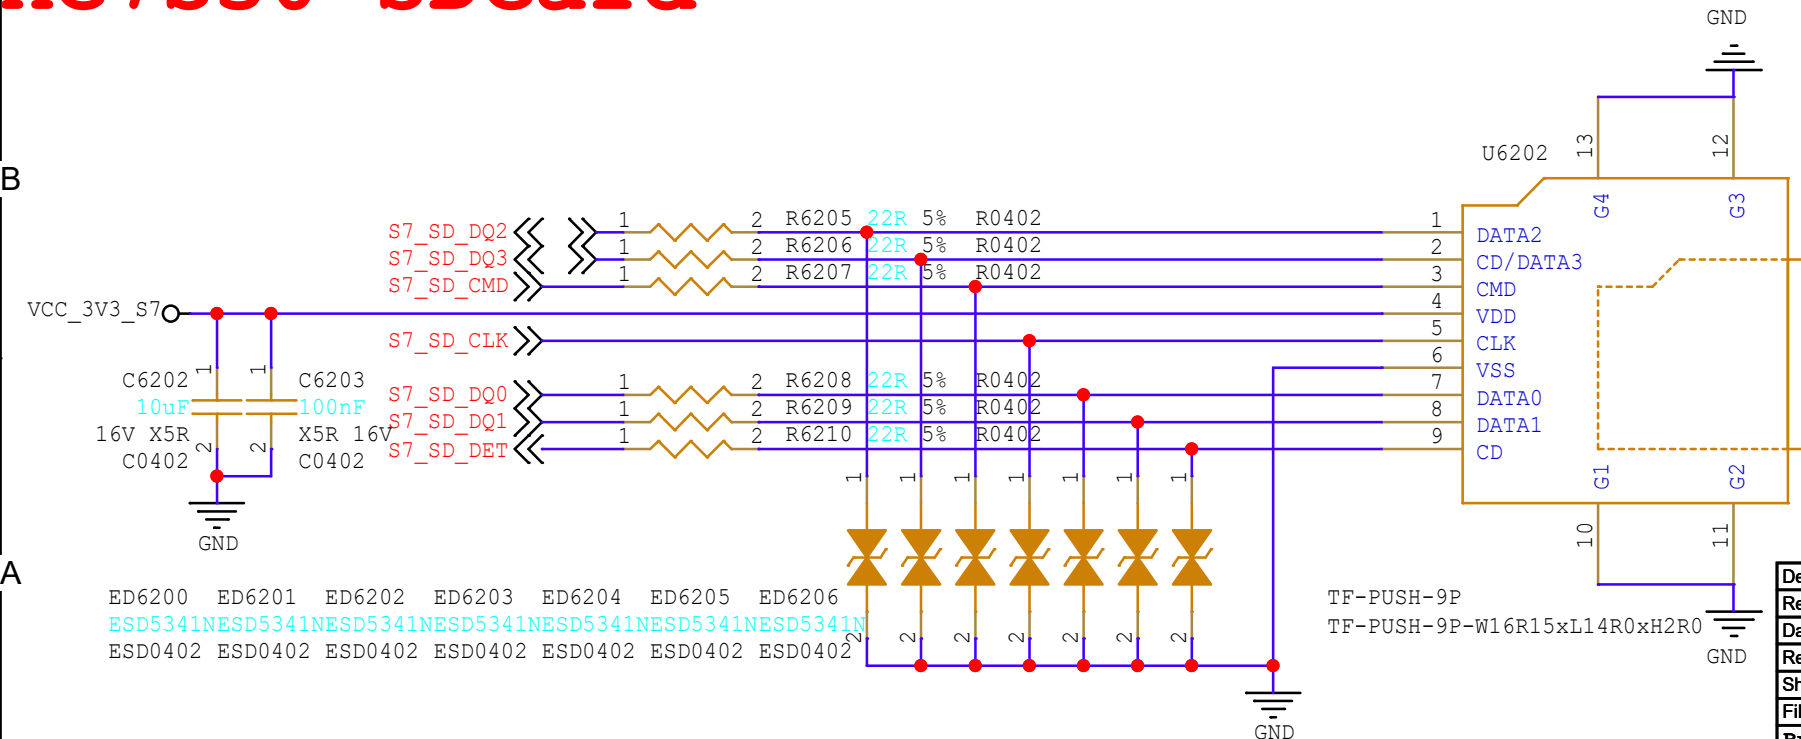 GND
B
U6202
13
12
G4
G3
S7_SD_DQ2
1
2
R6205
22R
5%
R0402
1
DATA2
S7_SD_DQ3
1
2
R6206
22R
5%
R0402
2
CD/DATA3
S7_SD_CMD
1
2
R6207
22R
5%
R0402
3
CMD
VCC_3V3_S7
4
VDD
S7_SD_CLK
5
CLK
6
VSS
S7_SD_DQ0
1
2
R6208
22R
5%
R0402
7
DATA0
S7_SD_DQ1
1
2
R6209
22R
5%
R0402
8
DATA1
S7_SD_DET
1
2
R6210
22R
5%
R0402
9
CD
1
1
C6202
10uF
16V X5R
C0402
2
2
C6203
100nF
X5R 16V
C0402
GND
G1
G2
10
11
1
1
1
1
1
1
1
2
2
2
2
2
2
2
A
ED6200 ED6201 ED6202 ED6203 ED6204 ED6205 ED6206
ESD5341NESD5341NESD5341NESD5341NESD5341NESD5341NESD5341N
ESD0402 ESD0402 ESD0402 ESD0402 ESD0402 ESD0402 ESD0402
TF-PUSH-9P
TF-PUSH-9P-W16R15xL14R0xH2R0
GND
GND